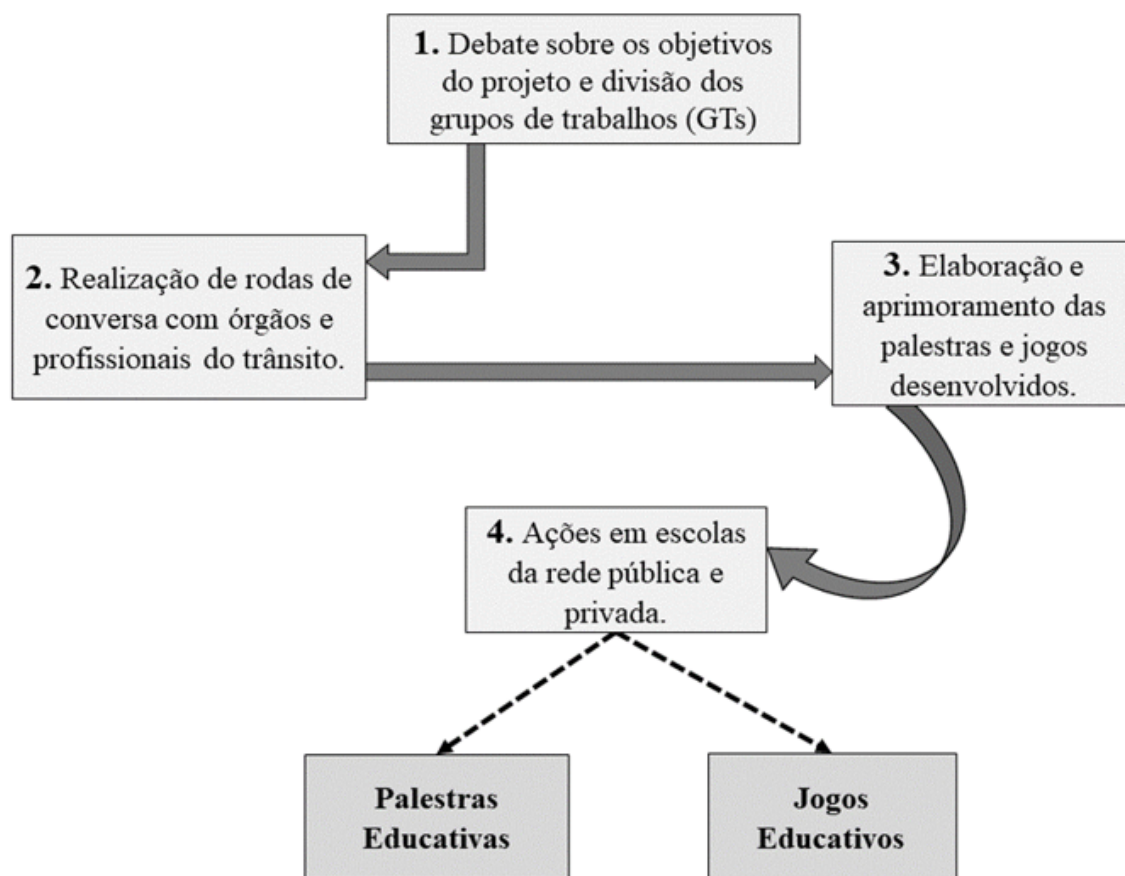 1. Debate sobre os objetivos
do projeto e divisão dos
grupos de trabalhos (GTs)
2. Realização de rodas de
conversa com órgãos e
profissionais do trânsito.
3. Elaboração e
aprimoramento das
palestras e jogos
desenvolvidos.
4. Ações em escolas
da rede pública e
privada.
Palestras
Educativas
Jogos
Educativos